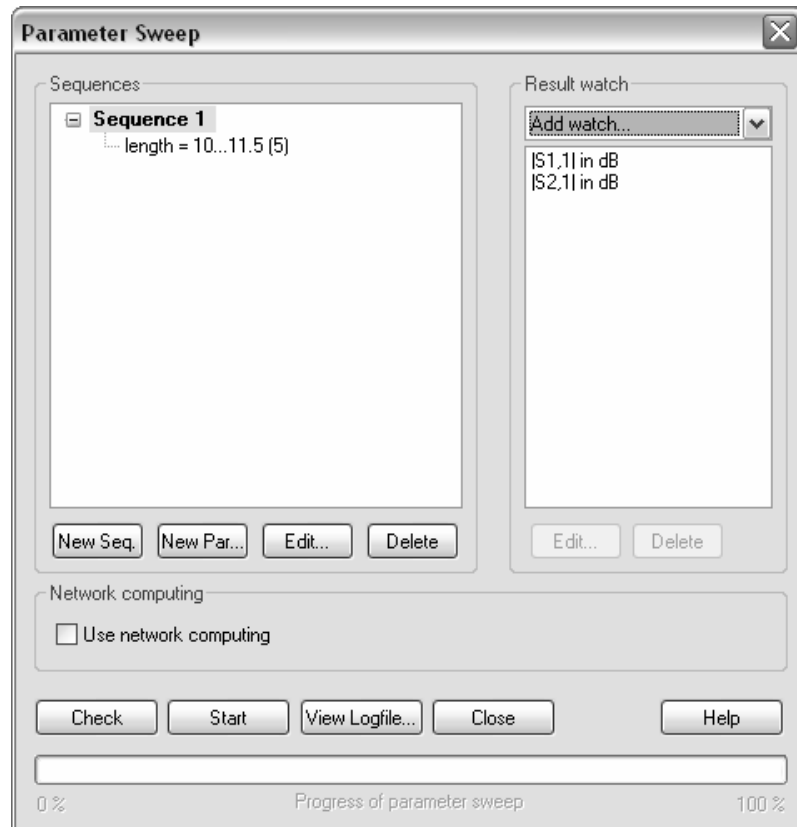 Parameter Sweep
Sequences
Sequence 1
length = 10...11.5 (5)
New Seq.
New Par...
Edit...
Delete
Result watch
Add watch...
|S1,1| in dB
|S2,1| in dB
Edit...
Delete
Network computing
Use network computing
Check
Start
View Logfile...
Close
Help
0 %
Progress of parameter sweep
100 %